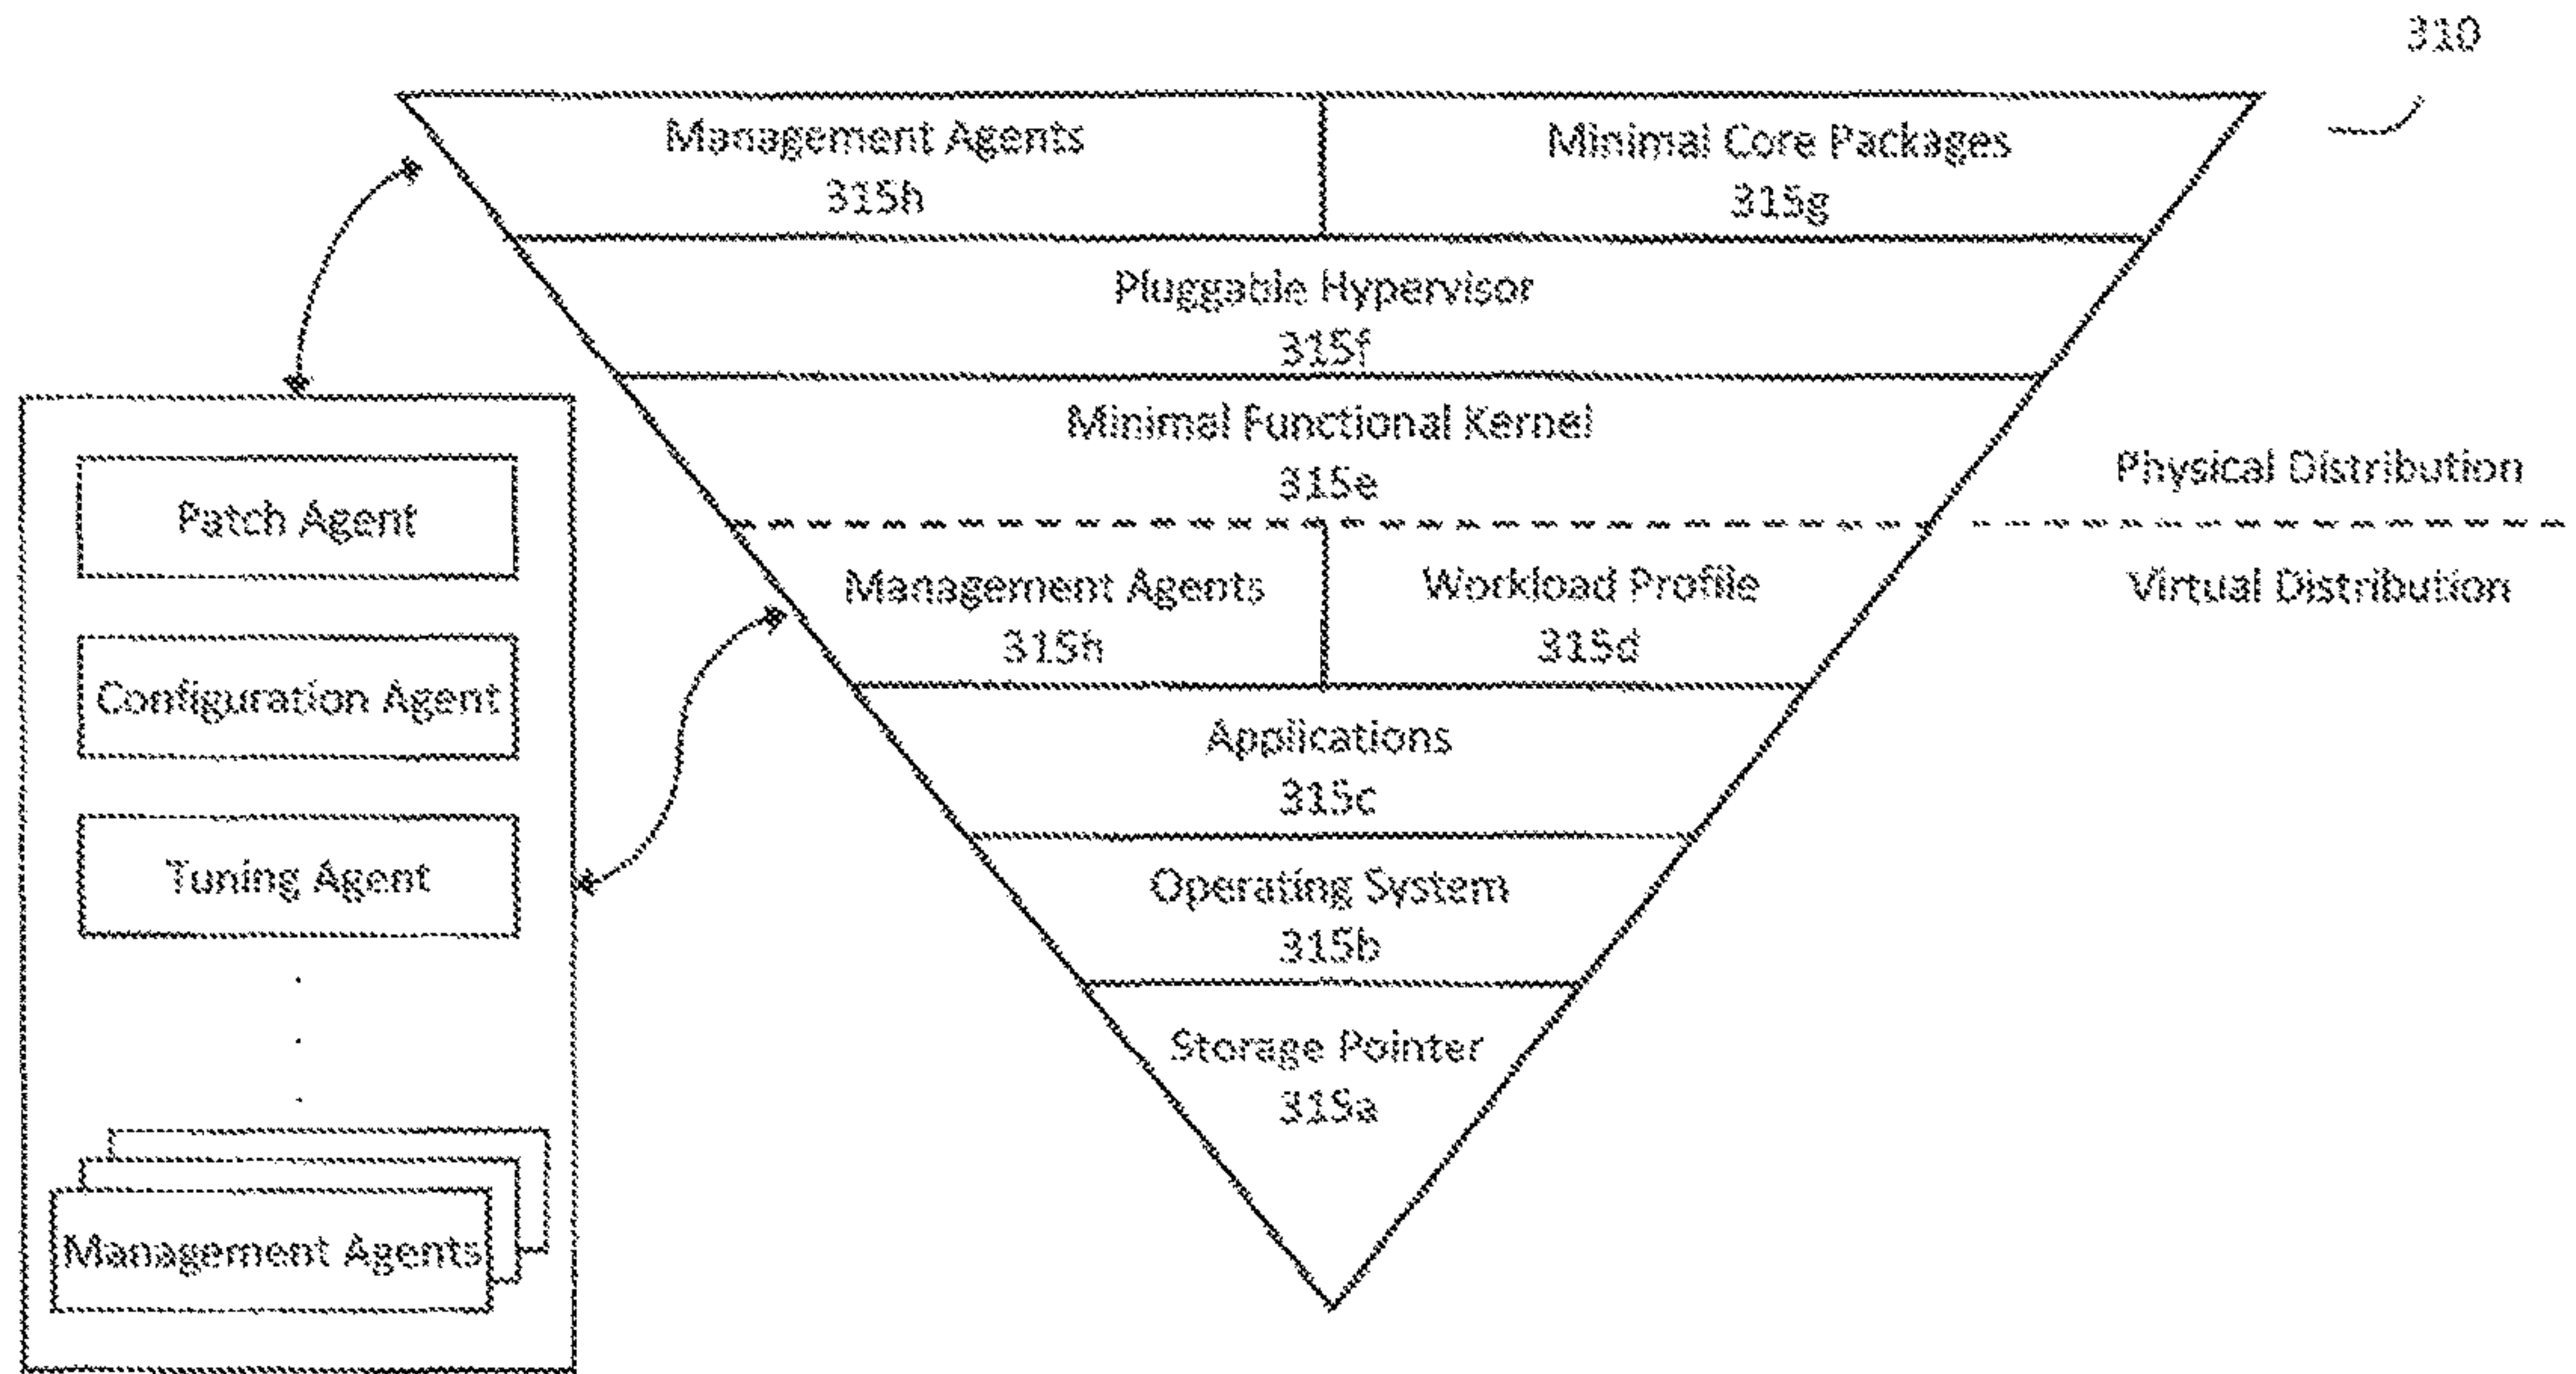 310
Management Agents
315h
Minimal Core Packages
315g
Pluggable Hypervisor
315f
Minimal Functional Kernel
315e
Physical Distribution
Virtual Distribution
Management Agents
315h
Workload Profile
315d
Applications
315c
Operating System
315b
Storage Pointer
315a
Patch Agent
Configuration Agent
Tuning Agent
Management Agents